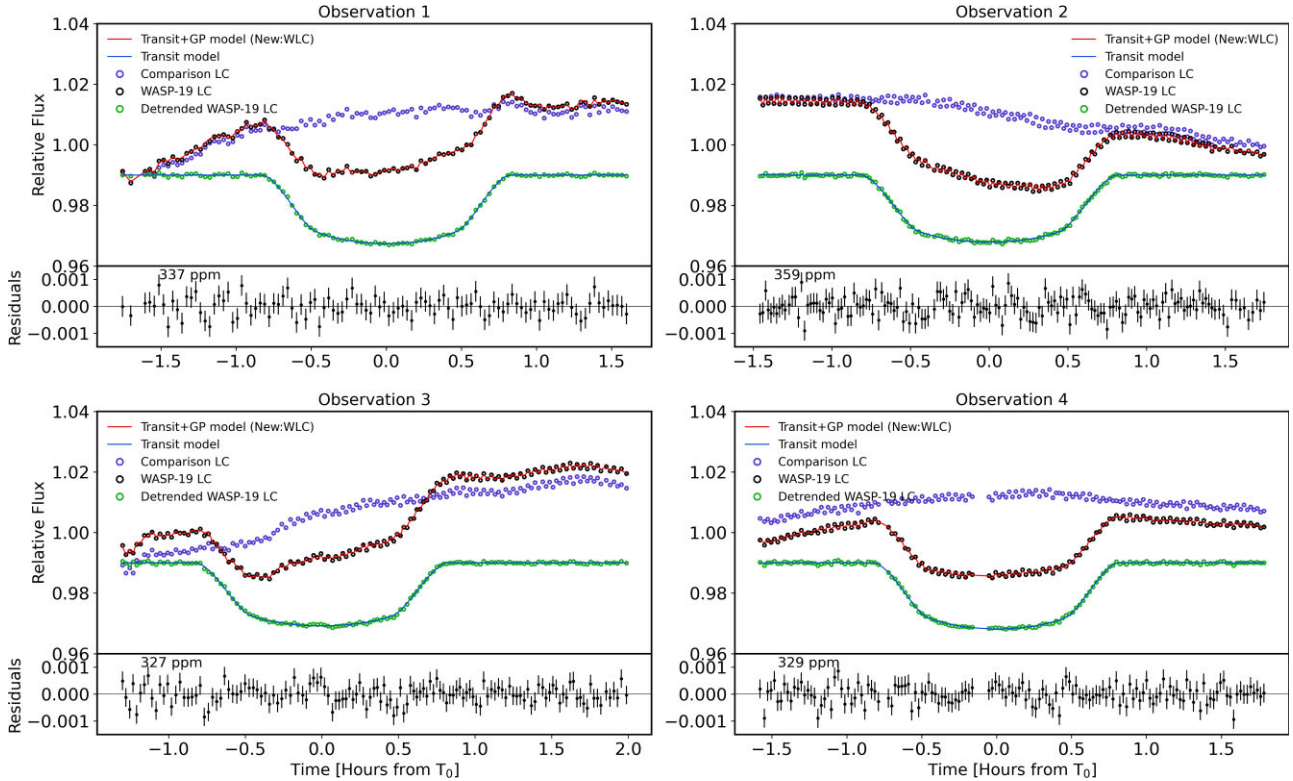 Observation 1
1.04
1.02
1.00
0.98
0.96
Relative Flux
Transit+GP model (New:WLC)
Transit model
Comparison LC
WASP-19 LC
Detrended WASP-19 LC
337 ppm
0.001
0.000
−0.001
Residuals
−1.5 −1.0 −0.5 0.0 0.5 1.0 1.5
Observation 2
1.04
1.02
1.00
0.98
0.96
Transit+GP model (New:WLC)
Transit model
Comparison LC
WASP-19 LC
Detrended WASP-19 LC
359 ppm
0.001
0.000
−0.001
−1.0 −0.5 0.0 0.5 1.0 1.5
Observation 3
1.04
1.02
1.00
0.98
0.96
Relative Flux
Transit+GP model (New:WLC)
Transit model
Comparison LC
WASP-19 LC
Detrended WASP-19 LC
327 ppm
0.001
0.000
−0.001
Residuals
−1.0 −0.5 0.0 0.5 1.0 1.5 2.0
Time [Hours from T₀]
Observation 4
1.04
1.02
1.00
0.98
0.96
Transit+GP model (New:WLC)
Transit model
Comparison LC
WASP-19 LC
Detrended WASP-19 LC
329 ppm
0.001
0.000
−0.001
−1.5 −1.0 −0.5 0.0 0.5 1.0 1.5
Time [Hours from T₀]